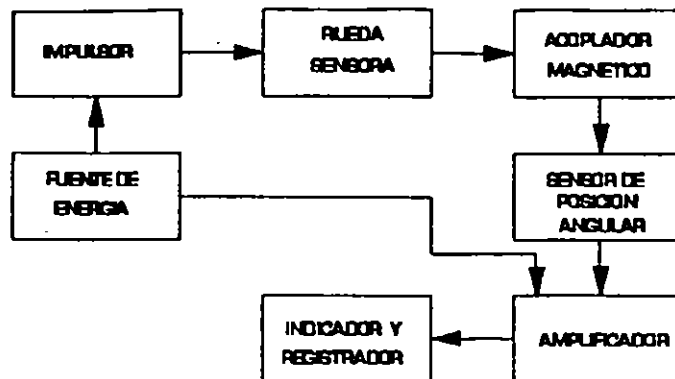 IMPULSOR
RUEDA
SENSORA
ACOPLADOR
MAGNETICO
FUENTE DE
ENERGIA
SENSOR DE
POSICION
ANGULAR
INDICADOR Y
REGISTRADOR
AMPLIFICADOR